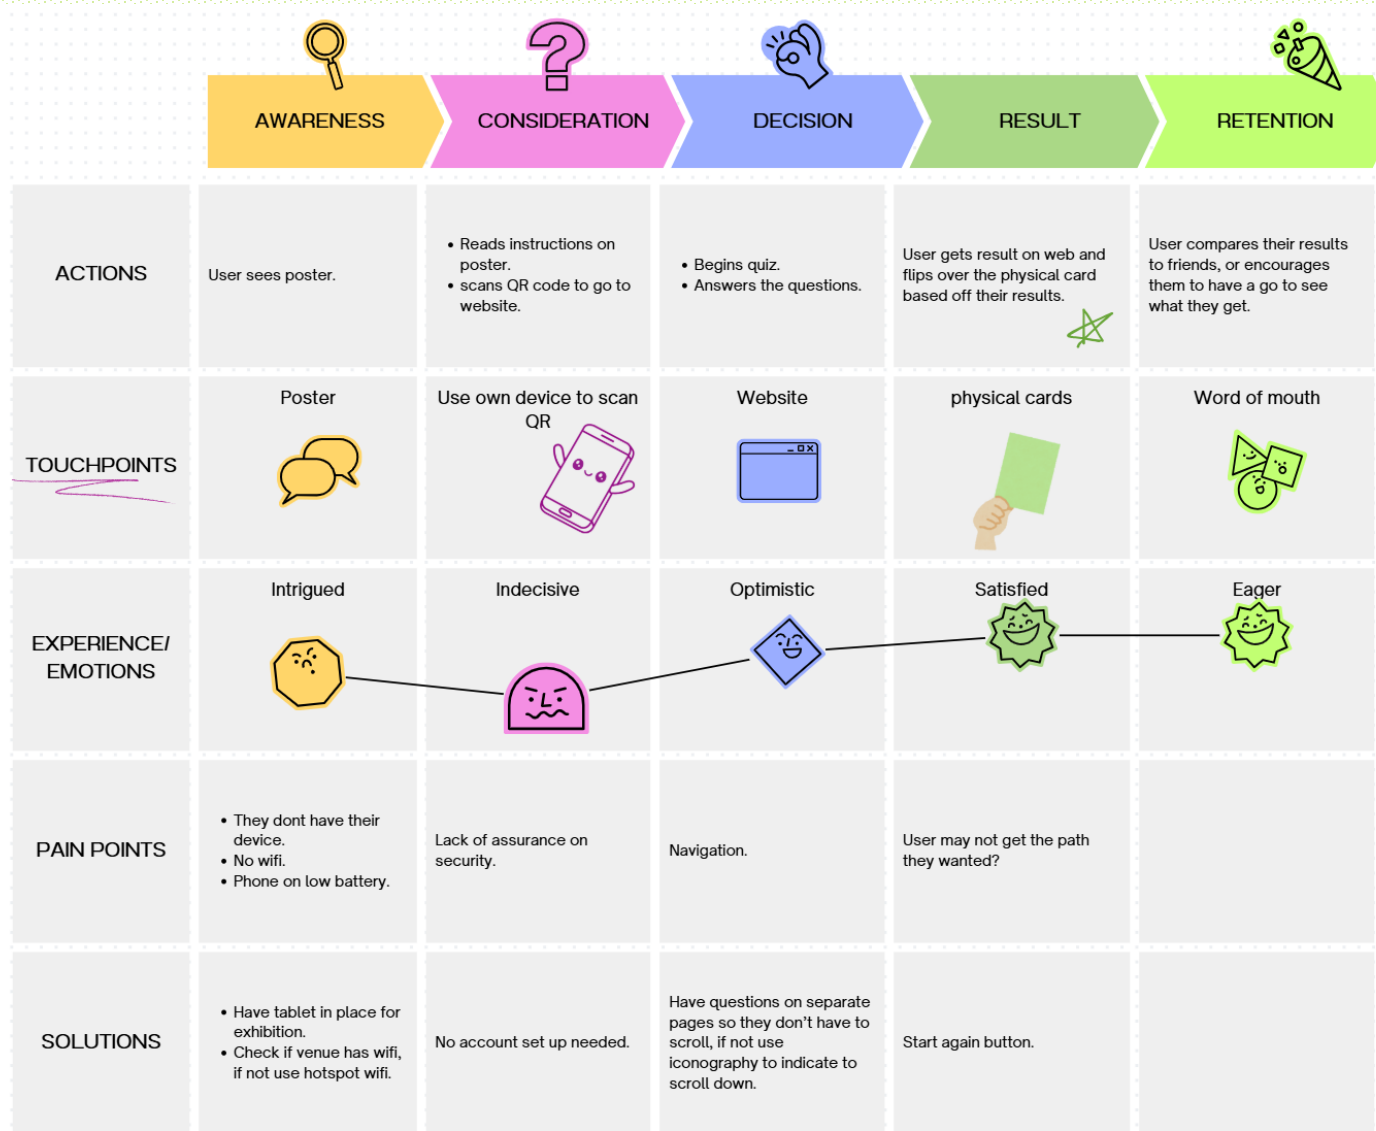 AWARENESS
CONSIDERATION
DECISION
RESULT
RETENTION
ACTIONS
User sees poster.
• Reads instructions on
poster.
• scans QR code to go to
website.
• Begins quiz.
• Answers the questions.
User gets result on web and
flips over the physical card
based off their results.
User compares their results
to friends, or encourages
them to have a go to see
what they get.
TOUCHPOINTS
Poster
Use own device to scan
QR
Website
physical cards
Word of mouth
EXPERIENCE/
EMOTIONS
Intrigued
Indecisive
Optimistic
Satisfied
Eager
PAIN POINTS
• They dont have their
device.
• No wifi.
• Phone on low battery.
Lack of assurance on
security.
Navigation.
User may not get the path
they wanted?
SOLUTIONS
• Have tablet in place for
exhibition.
• Check if venue has wifi,
if not use hotspot wifi.
No account set up needed.
Have questions on separate
pages so they don't have to
scroll, if not use
iconography to indicate to
scroll down.
Start again button.